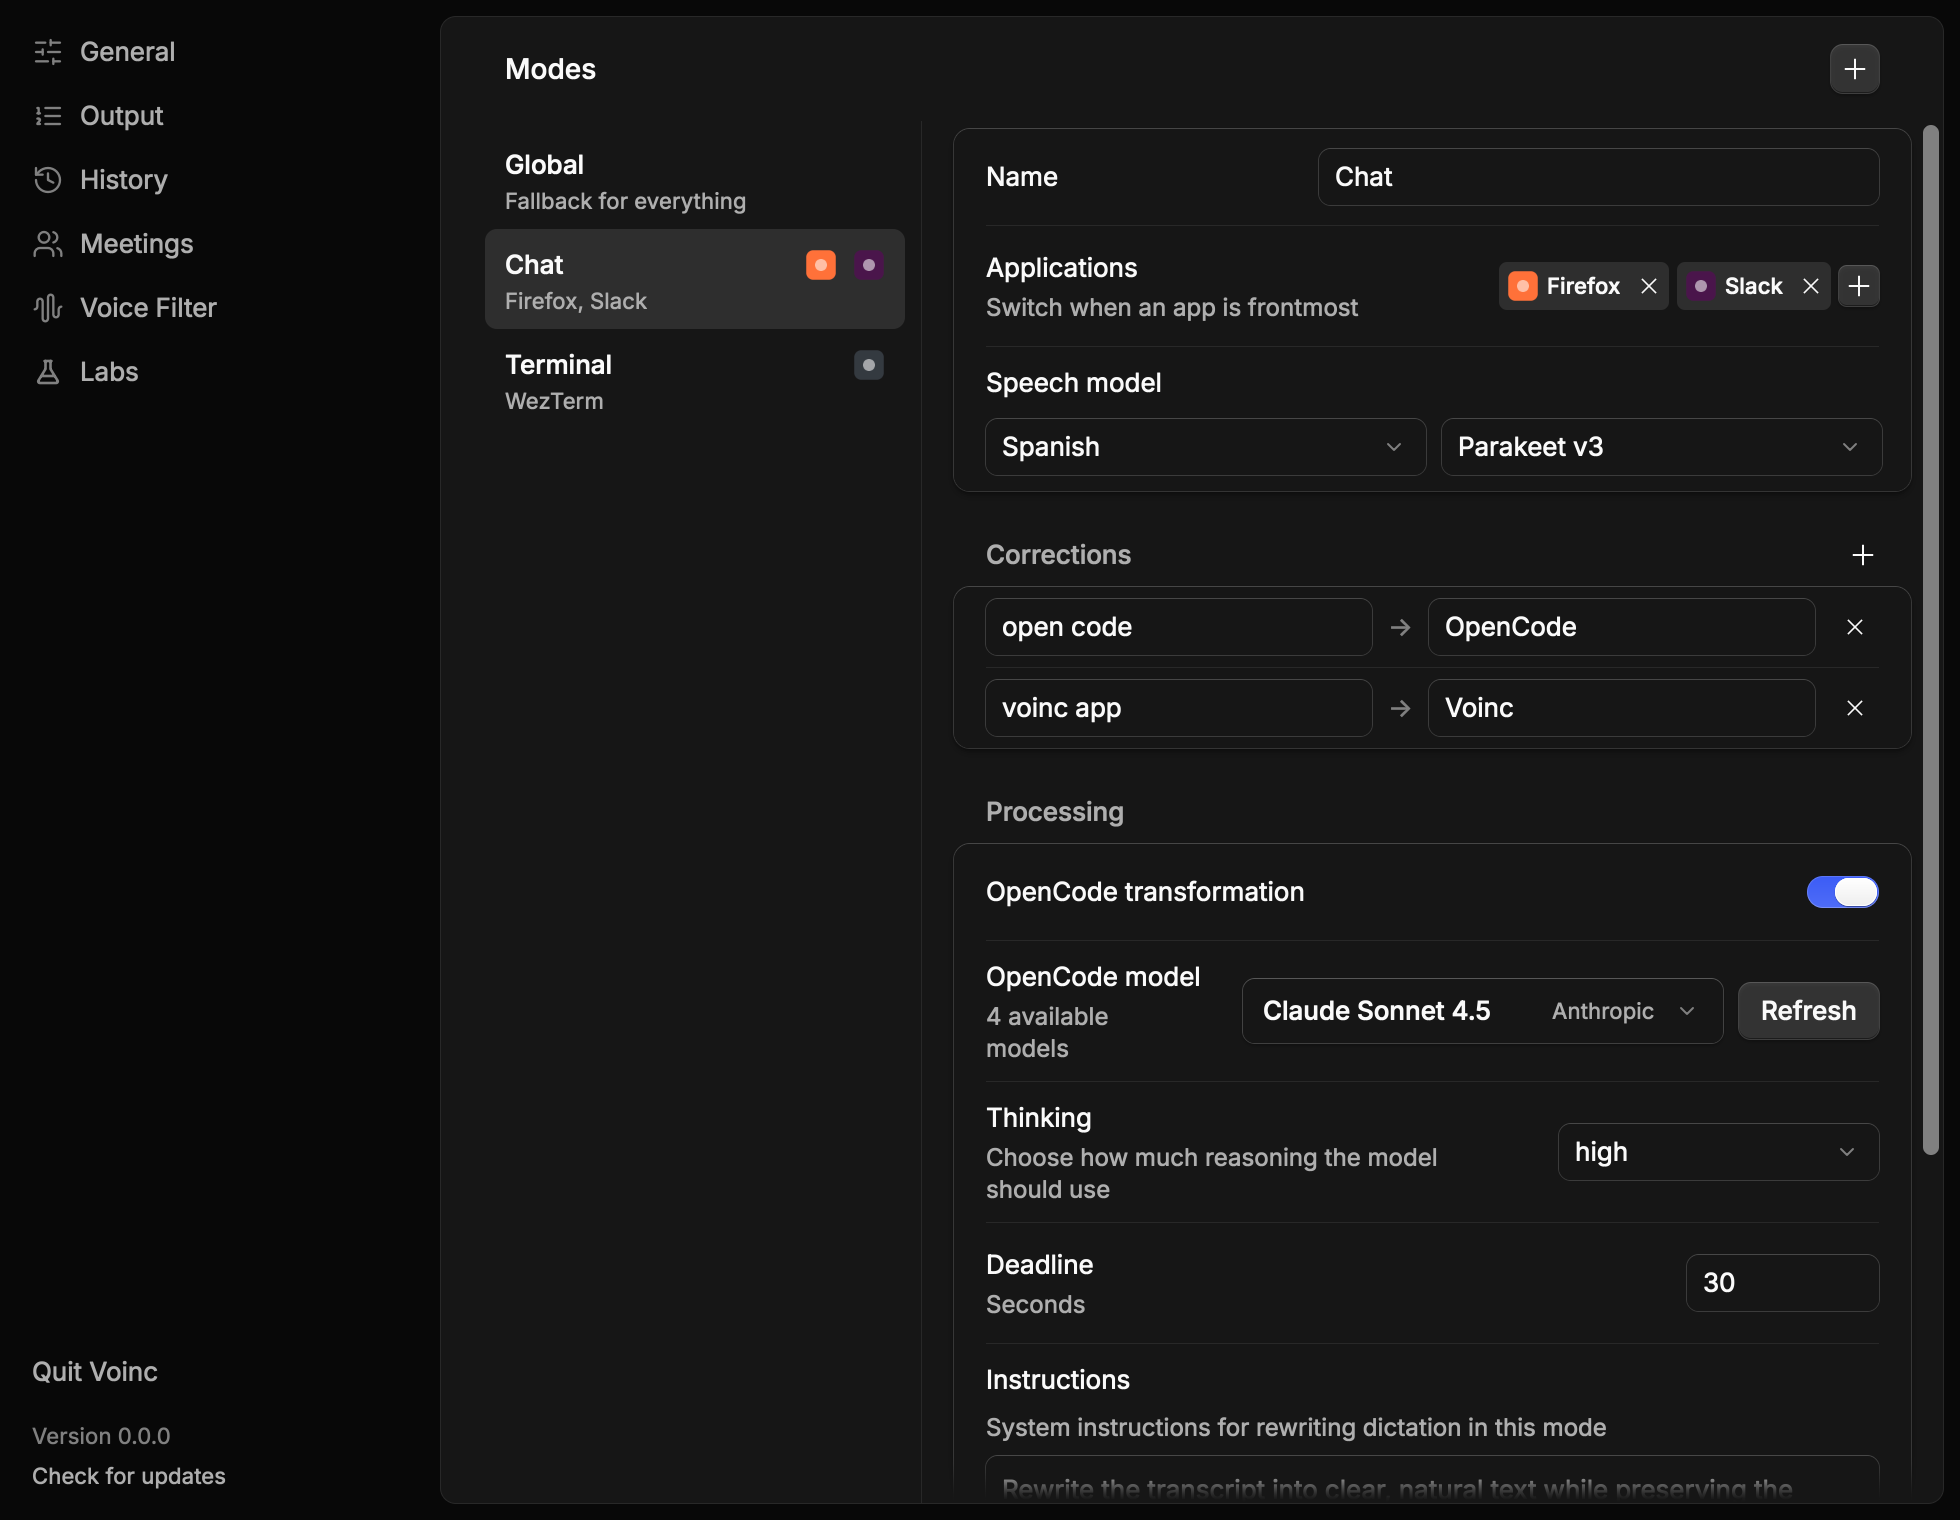 General
Output
History
Meetings
Voice Filter
Labs
Quit Voinc
Version 0.0.0
Check for updates
Modes
Global
Fallback for everything
Chat
Firefox, Slack
Terminal
WezTerm
Name
Chat
Applications
Switch when an app is frontmost
Firefox
Slack
Speech model
Spanish
Parakeet v3
Corrections
open code
OpenCode
voinc app
Voinc
Processing
OpenCode transformation
OpenCode model
4 available
models
Claude Sonnet 4.5 Anthropic
Refresh
Thinking
Choose how much reasoning the model
should use
high
Deadline
Seconds
30
Instructions
System instructions for rewriting dictation in this mode
Rewrite the transcript into clear, natural text while preserving the